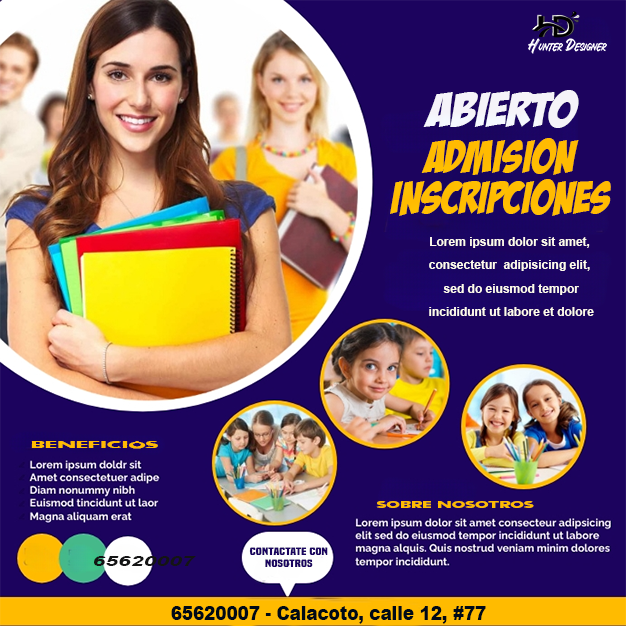 HD
HUNTER DESIGNER
ABIERTO
ADMISION
INSCRIPCIONES
Lorem ipsum dolor sit amet,
consectetur adipisicing elit,
sed do eiusmod tempor
incididunt ut labore et dolore
BENEFICIOS
Lorem ipsum doldr sit
Amet consectetuer adipe
Diam nonummy nibh
Euismod tincidunt ut laor
Magna aliquam erat
65620007
CONTACTATE CON
NOSOTROS
SOBRE NOSOTROS
Lorem ipsum dolor sit amet consecteur adipiscing
elit sed do eiusmod tempor incididunt ut labore
magna alquis. Quis nostrud veniam minim dolores
tempor incididunt.
65620007 - Calacoto, calle 12, #77